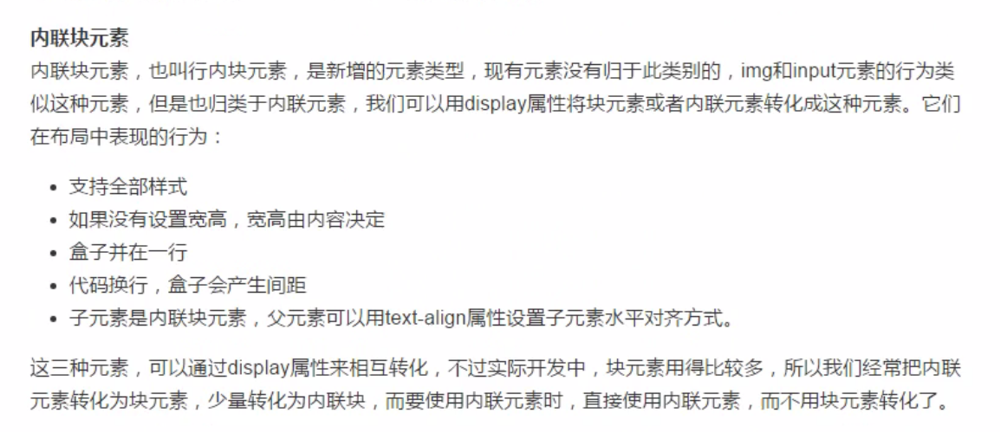 内联块元素
内联块元素，也叫行内块元素，是新增的元素类型，现有元素没有归于此类别的，img和input元素的行为类
似这种元素，但是也归类于内联元素，我们可以用display属性将块元素或者内联元素转化成这种元素。它们
在布局中表现的行为：
• 支持全部样式
• 如果没有设置宽高，宽高由内容决定
• 盒子并在一行
• 代码换行，盒子会产生间距
• 子元素是内联块元素，父元素可以用text-align属性设置子元素水平对齐方式。
这三种元素，可以通过display属性来相互转化，不过实际开发中，块元素用得比较多，所以我们经常把内联
元素转化为块元素，少量转化为内联块，而要使用内联元素时，直接使用内联元素，而不用块元素转化了。